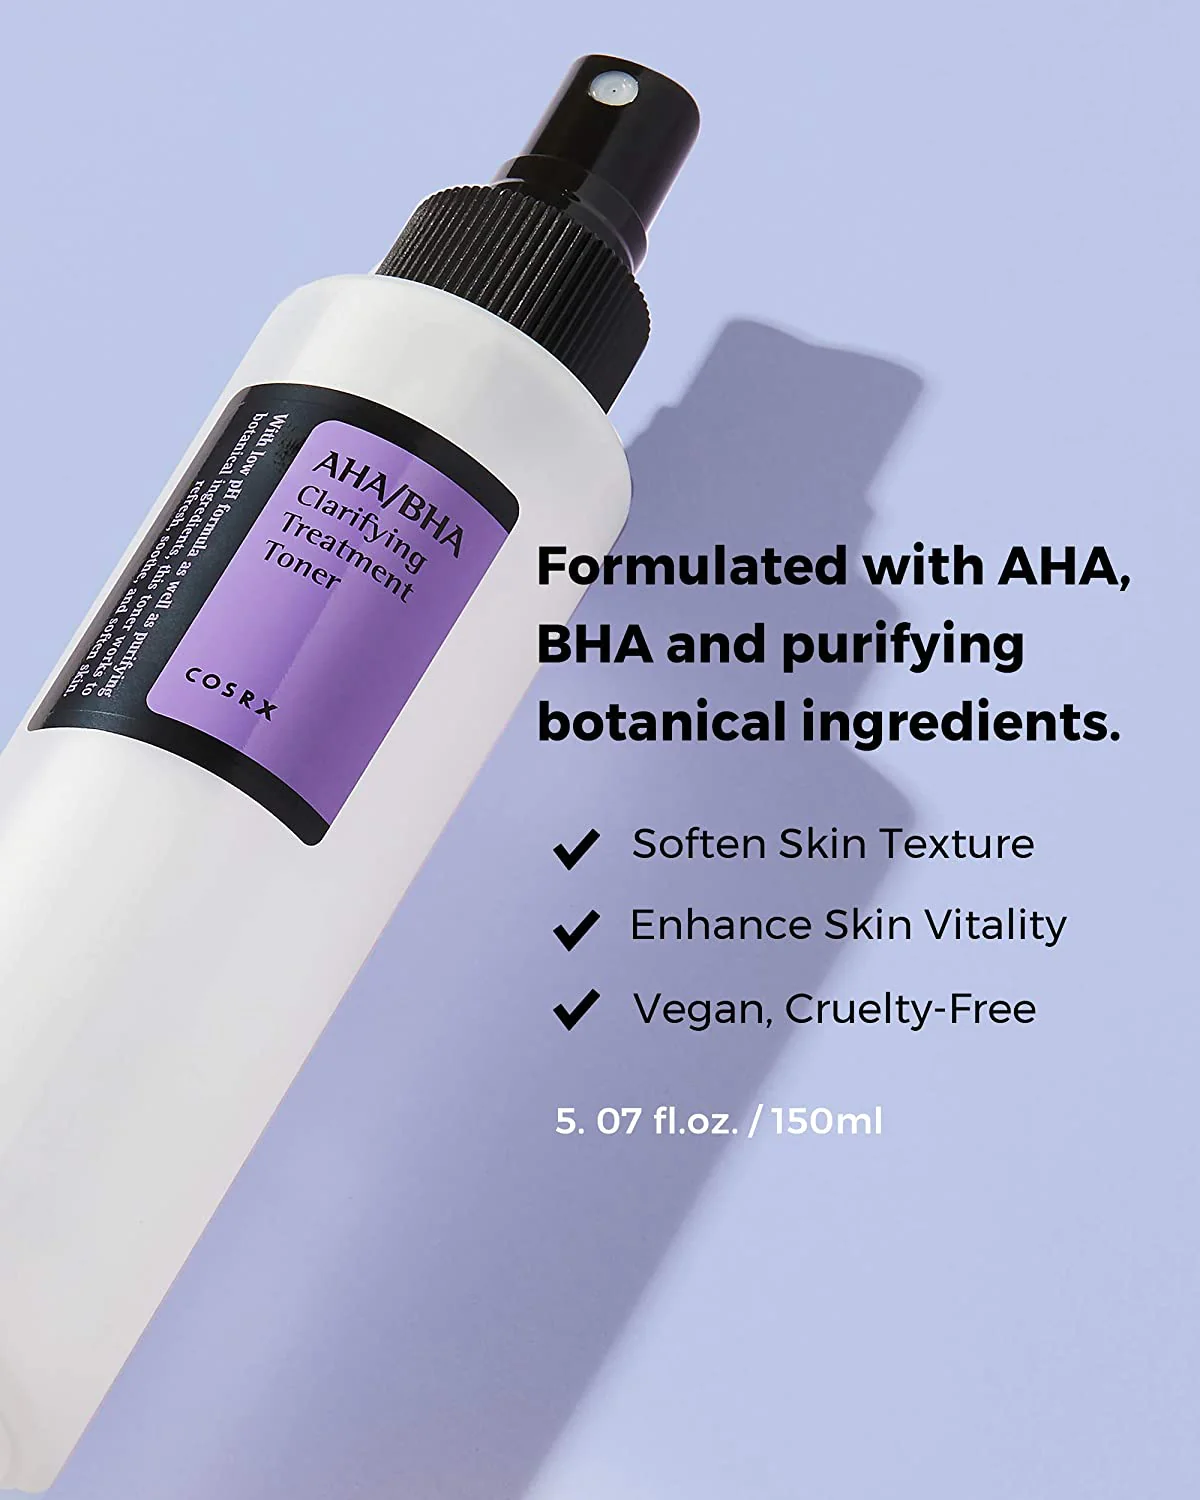 With low pH formula as well as purifying
botanical ingredients, this toner works to
refresh, soothe, and soften skin.
AHA/BHA
Clarifying
Treatment
Toner
COSRX
Formulated with AHA,
BHA and purifying
botanical ingredients.
Soften Skin Texture
Enhance Skin Vitality
Vegan, Cruelty-Free
5. 07 fl.oz. / 150ml